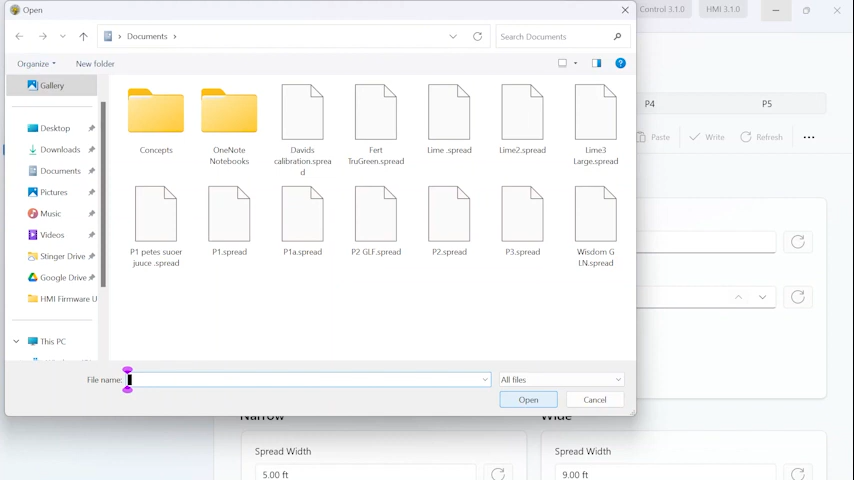 Open
Control 3.1.0
HMI 3.1.0
Documents
Search Documents
Organize
New folder
Gallery
Desktop
Downloads
Documents
Pictures
Music
Videos
Stinger Drive
Google Drive
HMI Firmware U
This PC
Concepts
OneNote
Notebooks
Davids
calibration.sprea
d
Fert
TruGreen.spread
Lime .spread
Lime2.spread
Lime3
Large.spread
P1 petes suoer
juuce .spread
P1.spread
P1a.spread
P2 GLF.spread
P2.spread
P3.spread
Wisdom G
LN.spread
File name:
All files
Open
Cancel
P4
P5
Paste
Write
Refresh
Narrow
Wide
Spread Width
5.00 ft
Spread Width
9.00 ft